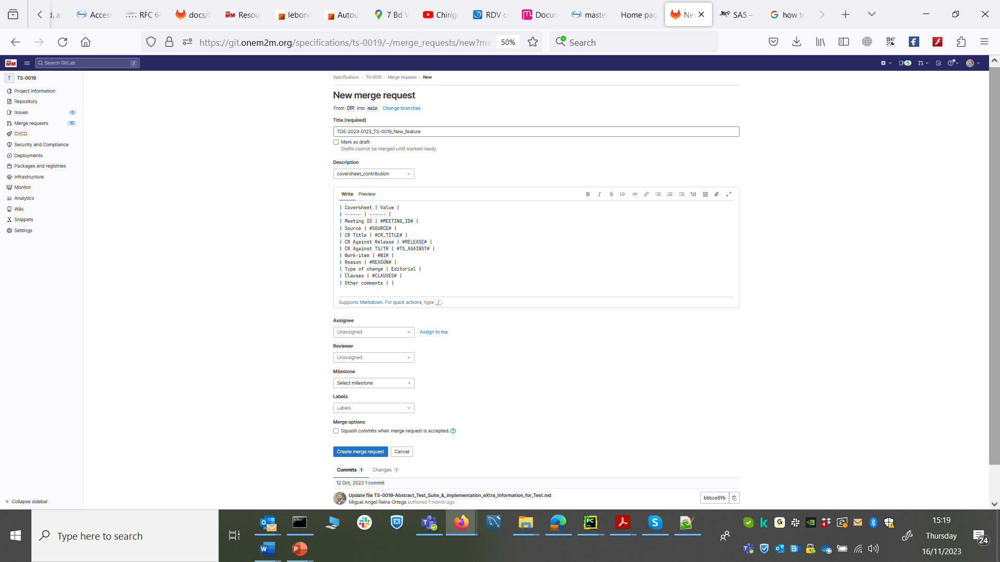 d, a
Acces
RFC 64
docs/b
Resou
lebon
Autou
7 Bd V
Chirig
RDV c
Docun
maste
Home pag
Nev
SA5 –
how to
https://git.onem2m.org/specifications/ts-0019/-/merge_requests/new?me
50%
Search
Search GitLab /
5
T TS-0019
Project information
Repository
Issues 0
Merge requests 10
CI/CD
Security and Compliance
Deployments
Packages and registries
Infrastructure
Monitor
Analytics
Wiki
Snippets
Settings
Collapse sidebar
Specifications › TS-0019 › Merge requests › New
New merge request
From CR9 into main Change branches
Title (required)
TDE-2023-0123_TS-0019_New_feature
Mark as draft
Drafts cannot be merged until marked ready.
Description
coversheet_contribution
Write Preview
| Coversheet | Value |
| ------ | ------ |
| Meeting ID | #MEETING_ID# |
| Source | #SOURCE# |
| CR Title | #CR_TITLE# |
| CR Against Release | #RELEASE# |
| CR Against TS/TR | #TS_AGAINST# |
| Work-item | #WI# |
| Reason | #REASON# |
| Type of change | Editorial |
| Clauses | #CLAUSES# |
| Other comments | |
Supports Markdown. For quick actions, type /.
Assignee
Unassigned Assign to me
Reviewer
Unassigned
Milestone
Select milestone
Labels
Labels
Merge options
Squash commits when merge request is accepted.
Create merge request Cancel
Commits 1 Changes 1
12 Oct, 2023 1 commit
Update file TS-0019-Abstract_Test_Suite_&_implementation_eXtra_Information_for_Test.md
Miguel Angel Reina Ortega authored 1 month ago
bbbce89b
Type here to search
15:19
Thursday
16/11/2023
24